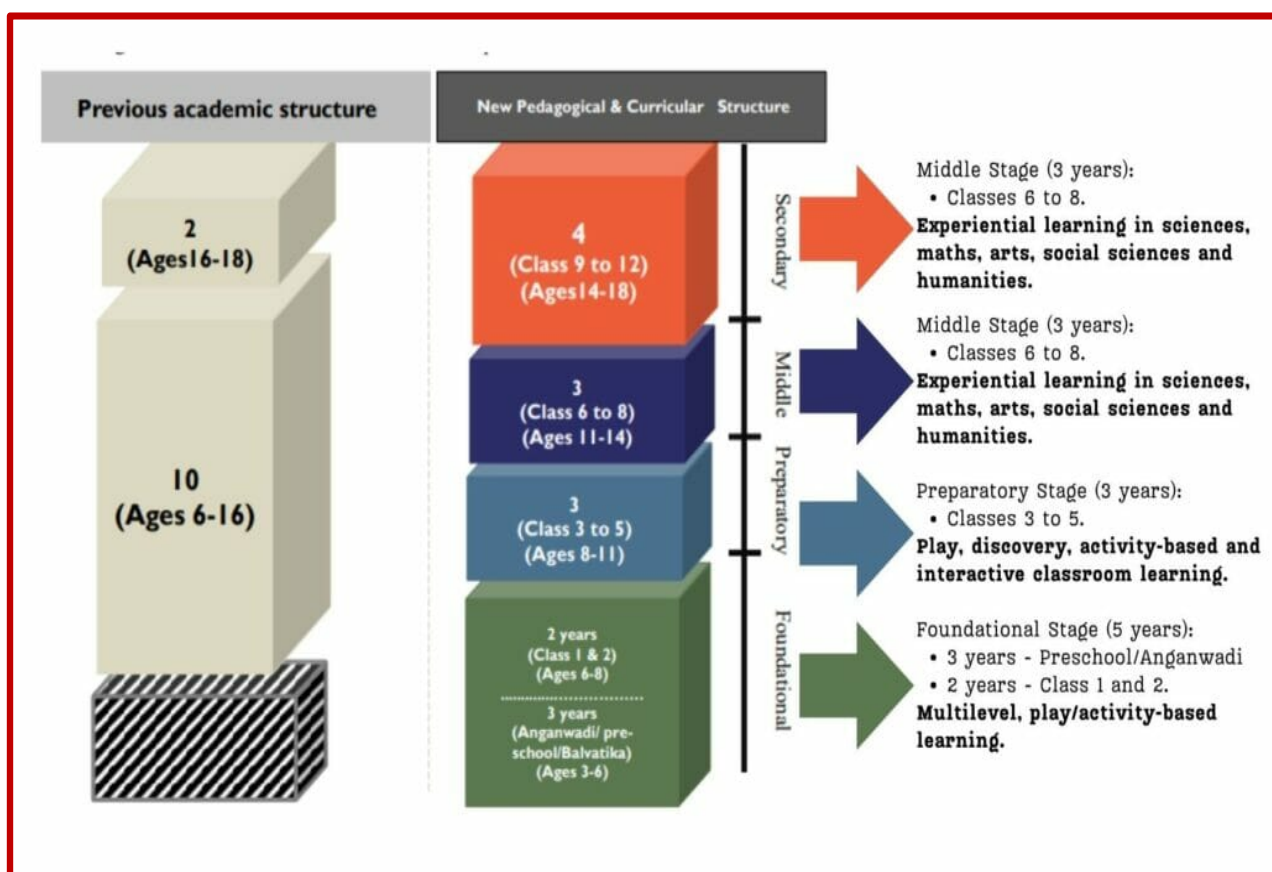 Previous academic structure
New Pedagogical & Curricular Structure
2
(Ages16-18)
10
(Ages 6-16)
4
(Class 9 to 12)
(Ages14-18)
3
(Class 6 to 8)
(Ages 11-14)
3
(Class 3 to 5)
(Ages 8-11)
2 years
(Class 1 & 2)
(Ages 6-8)
3 years
(Anganwadi/ pre-
school/Balvatika)
(Ages 3-6)
Secondary
Middle
Preparatory
Foundational
Middle Stage (3 years):
• Classes 6 to 8.
Experiential learning in sciences,
maths, arts, social sciences and
humanities.
Middle Stage (3 years):
• Classes 6 to 8.
Experiential learning in sciences,
maths, arts, social sciences and
humanities.
Preparatory Stage (3 years):
• Classes 3 to 5.
Play, discovery, activity-based and
interactive classroom learning.
Foundational Stage (5 years):
• 3 years - Preschool/Anganwadi
• 2 years - Class 1 and 2.
Multilevel, play/activity-based
learning.